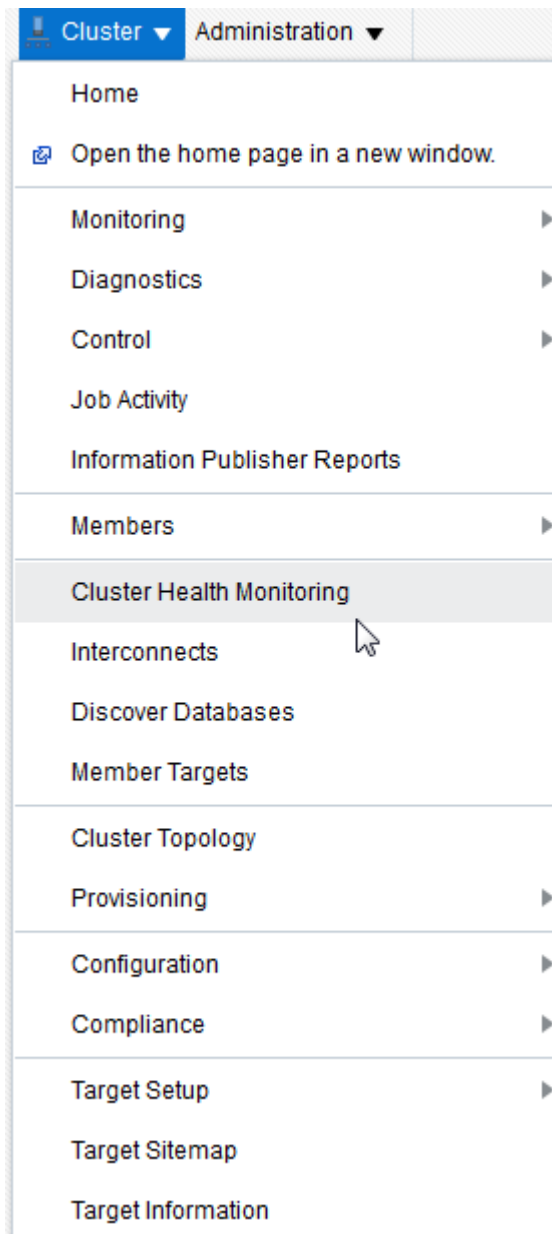 Cluster Administration
Home
Open the home page in a new window.
Monitoring
Diagnostics
Control
Job Activity
Information Publisher Reports
Members
Cluster Health Monitoring
Interconnects
Discover Databases
Member Targets
Cluster Topology
Provisioning
Configuration
Compliance
Target Setup
Target Sitemap
Target Information